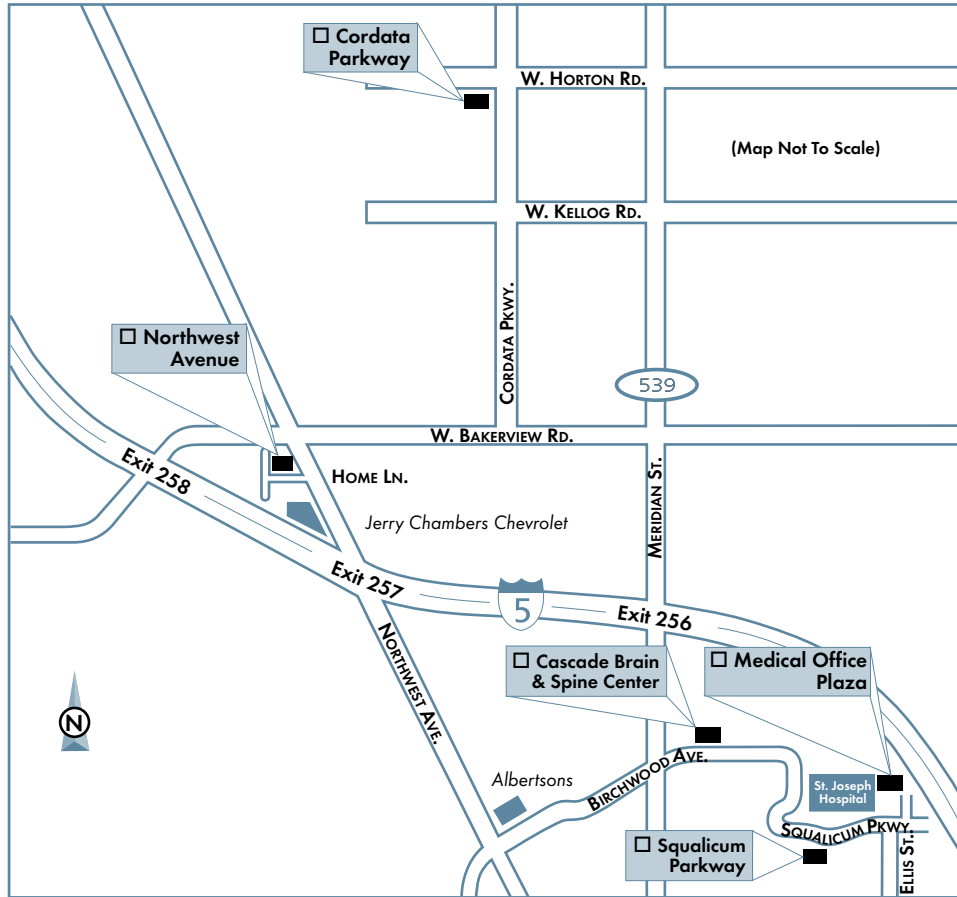 ☐ Cordata
Parkway
W. Horton Rd.
(Map Not To Scale)
W. Kellog Rd.
Cordata Pkwy.
☐ Northwest
Avenue
539
W. Bakerview Rd.
Exit 258
Home Ln.
Meridian St.
Jerry Chambers Chevrolet
Exit 257
5
Exit 256
Northwest Ave.
☐ Cascade Brain
& Spine Center
☐ Medical Office
Plaza
N
Albertsons
Birchwood Ave.
St. Joseph
Hospital
Squalicum Pkwy.
☐ Squalicum
Parkway
Ellis St.